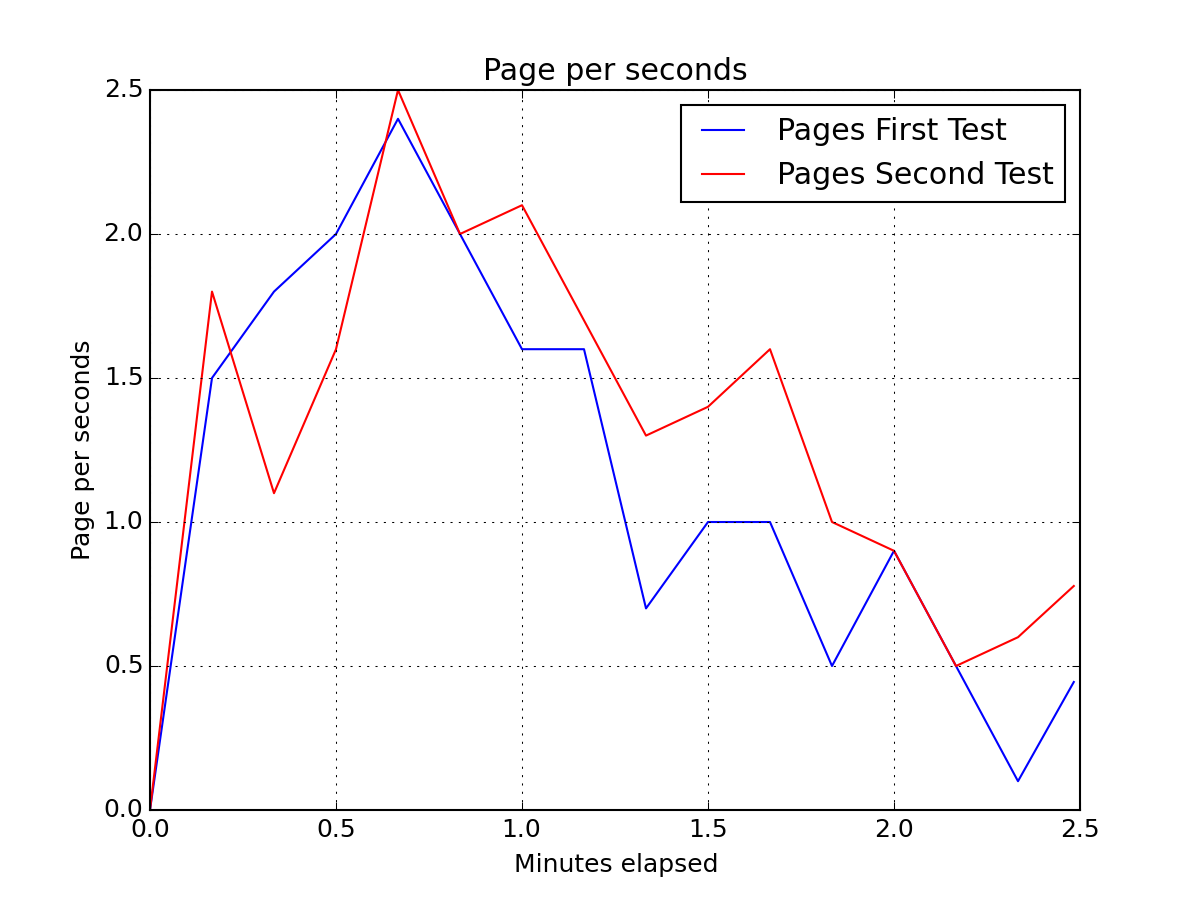 Page per seconds
Pages First Test
Pages Second Test
Page per seconds
2.5
2.0
1.5
1.0
0.5
0.0
0.0 0.5 1.0 1.5 2.0 2.5
Minutes elapsed